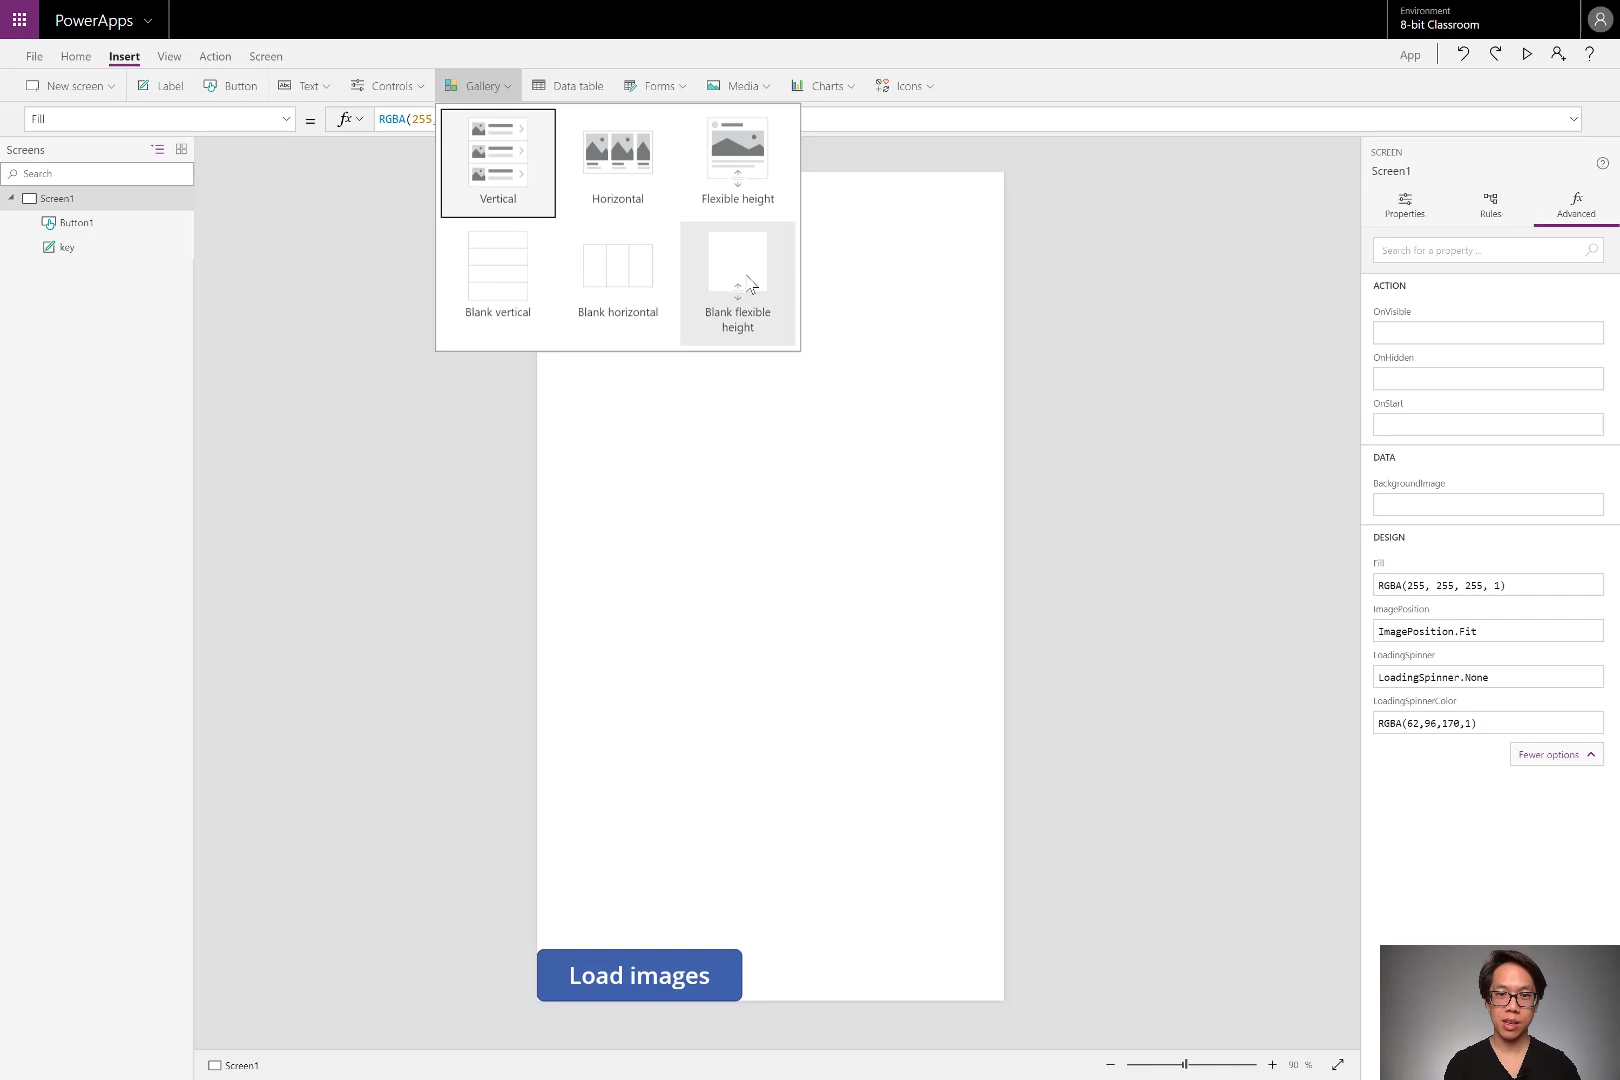 PowerApps
Environment
8-bit Classroom
File Home Insert View Action Screen
App
New screen Label Button Text Controls Gallery Data table Forms Media Charts Icons
Fill = fx RGBA(255,
Screens
Search
Screen1
Button1
key
Vertical Horizontal Flexible height
Blank vertical Blank horizontal Blank flexible
height
Load images
SCREEN
Screen1
Properties Rules Advanced
Search for a property ...
ACTION
OnVisible
OnHidden
OnStart
DATA
BackgroundImage
DESIGN
Fill
RGBA(255, 255, 255, 1)
ImagePosition
ImagePosition.Fit
LoadingSpinner
LoadingSpinner.None
LoadingSpinnerColor
RGBA(62,96,170,1)
Fewer options
Screen1
90 %